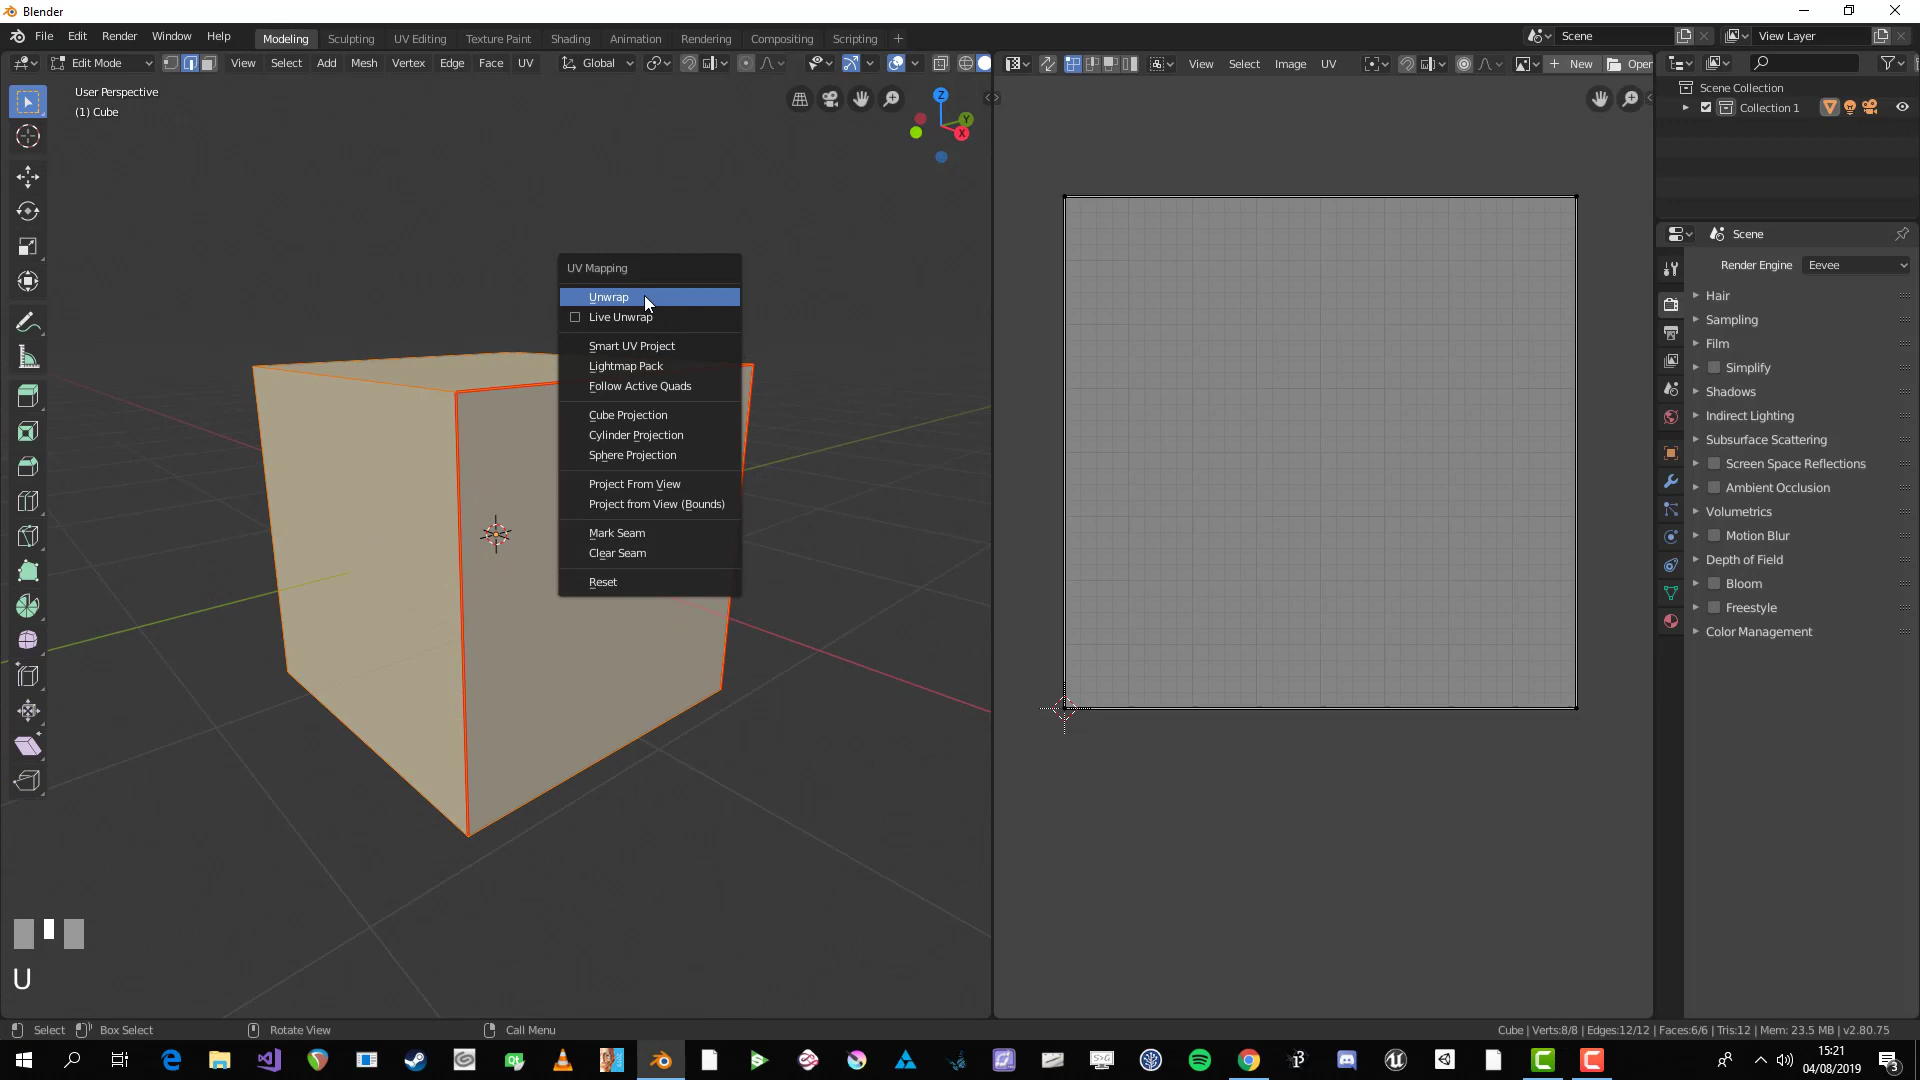 Blender
File Edit Render Window Help
Modeling Sculpting UV Editing Texture Paint Shading Animation Rendering Compositing Scripting +
Scene
View Layer
Edit Mode View Select Add Mesh Vertex Edge Face UV Global
View Select Image UV New Open
User Perspective
(1) Cube
Z
Y
X
Scene Collection
Collection 1
Scene
Render Engine Eevee
Hair
Sampling
Film
Simplify
Shadows
Indirect Lighting
Subsurface Scattering
Screen Space Reflections
Ambient Occlusion
Volumetrics
Motion Blur
Depth of Field
Bloom
Freestyle
Color Management
UV Mapping
Unwrap
Live Unwrap
Smart UV Project
Lightmap Pack
Follow Active Quads
Cube Projection
Cylinder Projection
Sphere Projection
Project From View
Project from View (Bounds)
Mark Seam
Clear Seam
Reset
U
Select Box Select Rotate View Call Menu
Cube | Verts:8/8 | Edges:12/12 | Faces:6/6 | Tris:12 | Mem: 23.5 MB | v2.80.75
15:21
04/08/2019
3